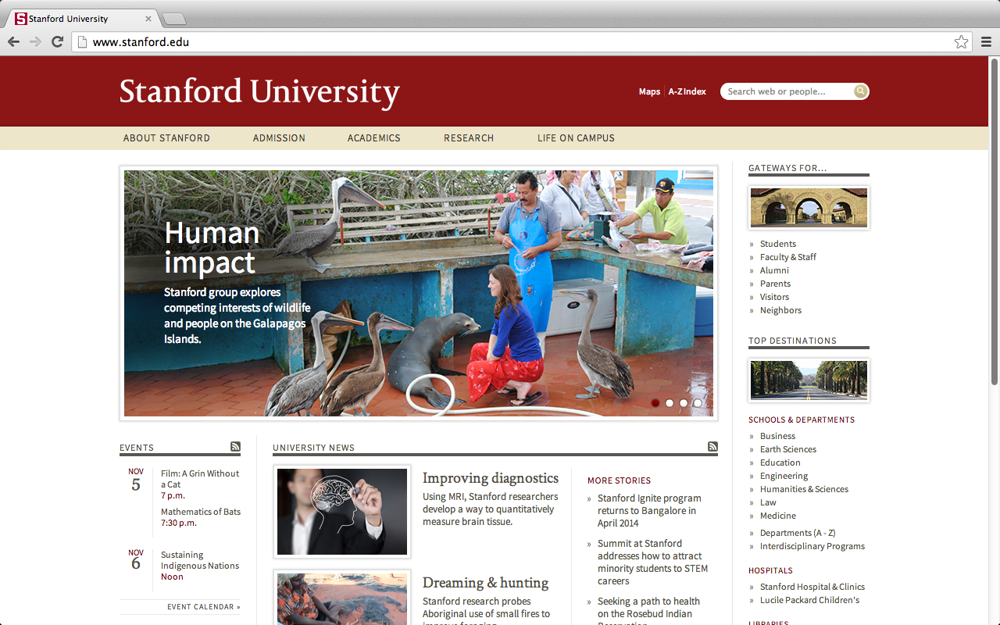 Stanford University
www.stanford.edu
Stanford University
Maps
A-Z Index
Search web or people...
ABOUT STANFORD
ADMISSION
ACADEMICS
RESEARCH
LIFE ON CAMPUS
Human
impact
Stanford group explores
competing interests of wildlife
and people on the Galapagos
Islands.
GATEWAYS FOR...
» Students
» Faculty & Staff
» Alumni
» Parents
» Visitors
» Neighbors
TOP DESTINATIONS
SCHOOLS & DEPARTMENTS
» Business
» Earth Sciences
» Education
» Engineering
» Humanities & Sciences
» Law
» Medicine
» Departments (A - Z)
» Interdisciplinary Programs
HOSPITALS
» Stanford Hospital & Clinics
» Lucile Packard Children's
LIBRARIES
EVENTS
NOV
5
Film: A Grin Without
a Cat
7 p.m.
Mathematics of Bats
7:30 p.m.
NOV
6
Sustaining
Indigenous Nations
Noon
EVENT CALENDAR »
UNIVERSITY NEWS
Improving diagnostics
Using MRI, Stanford researchers
develop a way to quantitatively
measure brain tissue.
Dreaming & hunting
Stanford research probes
Aboriginal use of small fires to
improve foraging
MORE STORIES
» Stanford Ignite program
returns to Bangalore in
April 2014
» Summit at Stanford
addresses how to attract
minority students to STEM
careers
» Seeking a path to health
on the Rosebud Indian
Reservation